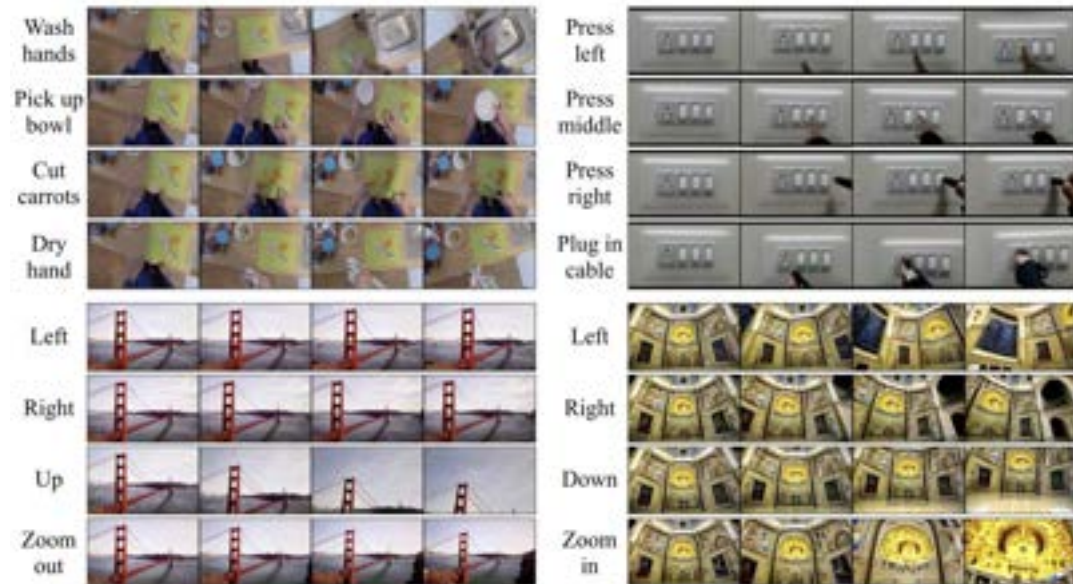 Wash
hands
Pick up
bowl
Cut
carrots
Dry
hand
Press
left
Press
middle
Press
right
Plug in
cable
Left
Right
Up
Zoom
out
Left
Right
Down
Zoom
in